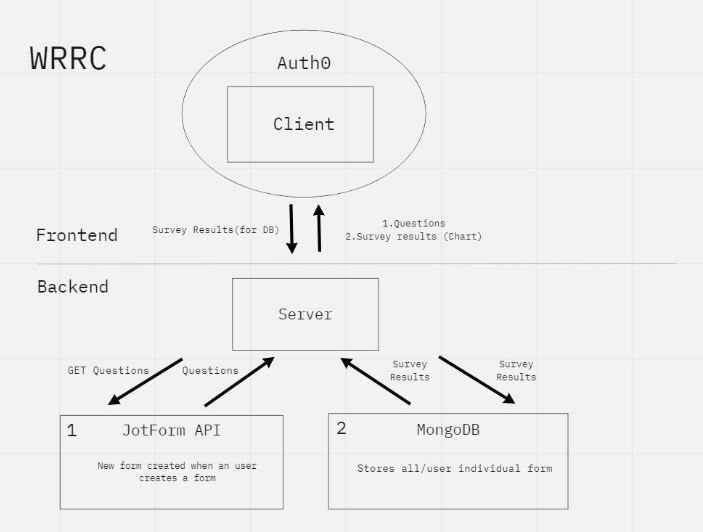 WRRC
Auth0
Client
Survey Results(for DB)
1.Questions
2.Survey results (Chart)
Frontend
Backend
Server
GET Questions
Questions
Survey
Results
Survey
Results
1
JotForm API
New form created when an user
creates a form
2
MongoDB
Stores all/user individual form